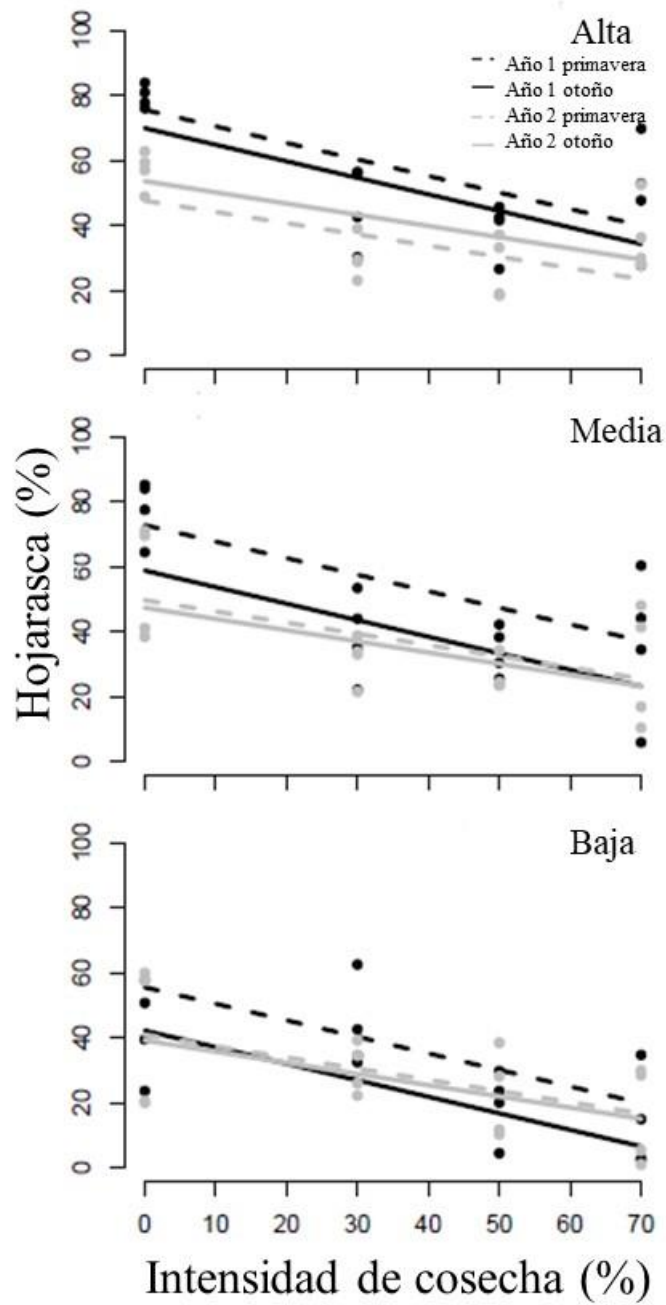 Alta
Año 1 primavera
Año 1 otoño
Año 2 primavera
Año 2 otoño
100
80
60
40
20
0
Media
100
80
60
40
20
0
Hojarasca (%)
Baja
100
80
60
40
20
0
0 10 20 30 40 50 60 70
Intensidad de cosecha (%)